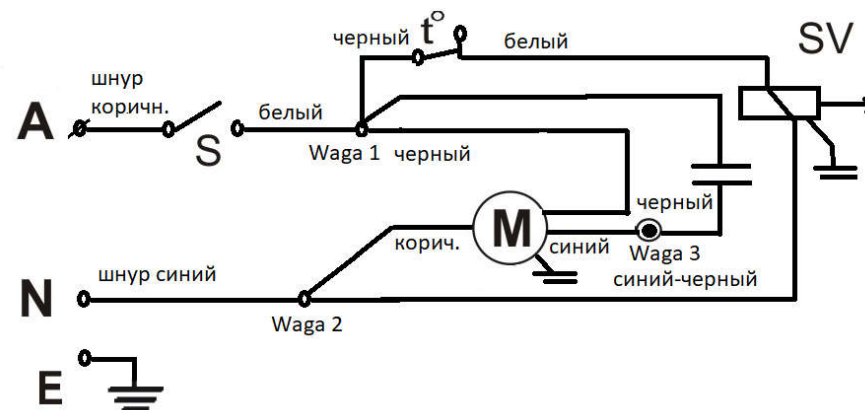 черный t° белый SV
шнур
коричн.
белый
A
S
Waga 1 черный
черный
M
корич.
синий
Waga 3
синий-черный
шнур синий
N
Waga 2
E